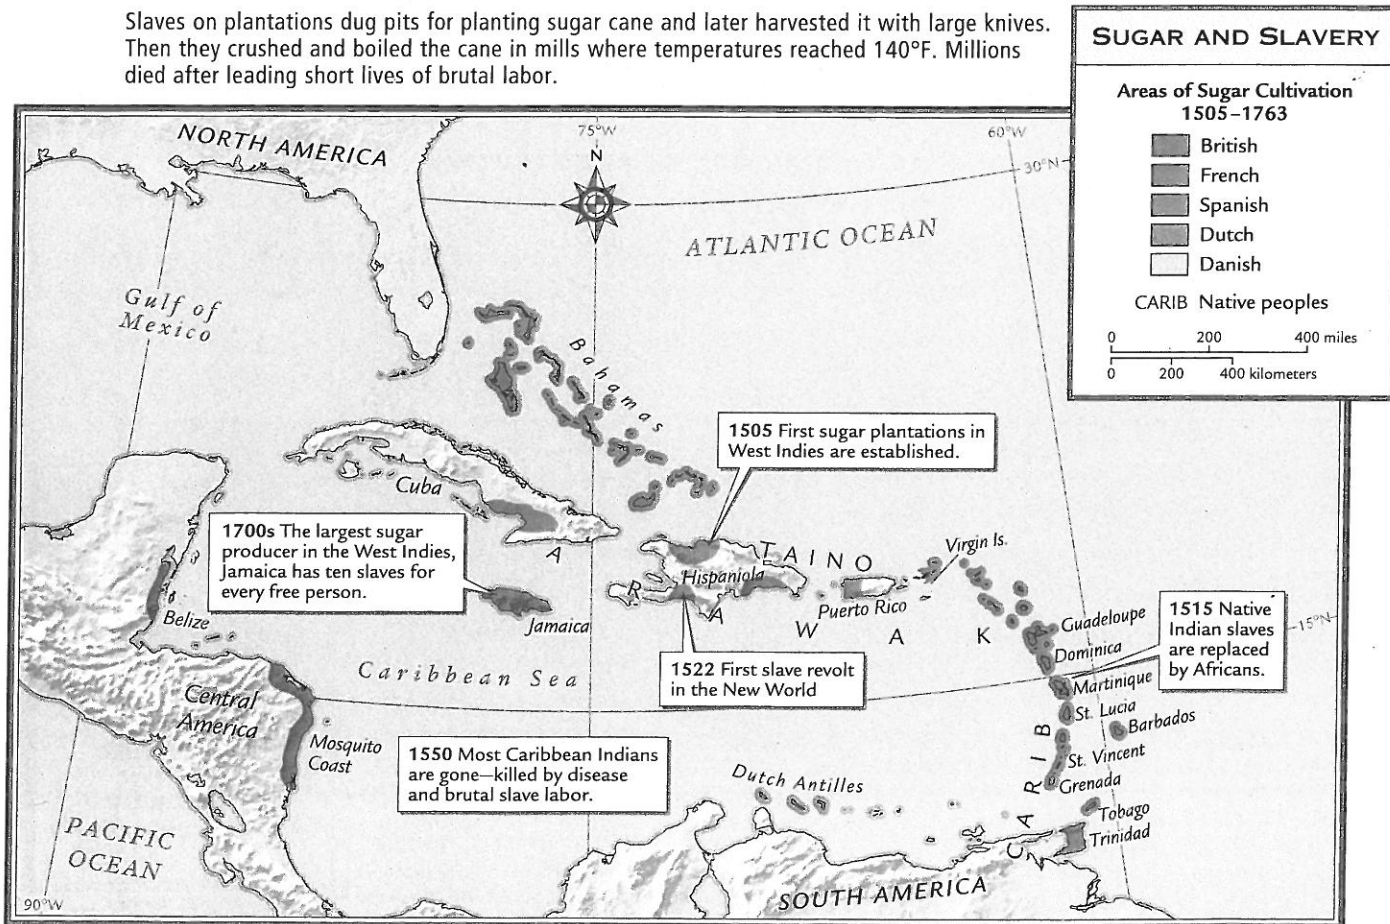 Slaves on plantations dug pits for planting sugar cane and later harvested it with large knives.
Then they crushed and boiled the cane in mills where temperatures reached 140°F. Millions
died after leading short lives of brutal labor.
SUGAR AND SLAVERY
Areas of Sugar Cultivation
1505–1763
British
French
Spanish
Dutch
Danish
CARIB Native peoples
0 200 400 miles
0 200 400 kilometers
NORTH AMERICA
75°W
60°W
30°N
N
ATLANTIC OCEAN
Gulf of
Mexico
Bahamas
1505 First sugar plantations in
West Indies are established.
Cuba
1700s The largest sugar
producer in the West Indies,
Jamaica has ten slaves for
every free person.
TAINO
Virgin Is.
Hispaniola
Puerto Rico
ARAWAK
Belize
Jamaica
Guadeloupe
1515 Native
Indian slaves
are replaced
by Africans.
15°N
Dominica
Caribbean Sea
1522 First slave revolt
in the New World
Martinique
St. Lucia
Barbados
Central
America
Mosquito
Coast
1550 Most Caribbean Indians
are gone—killed by disease
and brutal slave labor.
CARIB
St. Vincent
Grenada
Dutch Antilles
Tobago
Trinidad
PACIFIC
OCEAN
SOUTH AMERICA
90°W